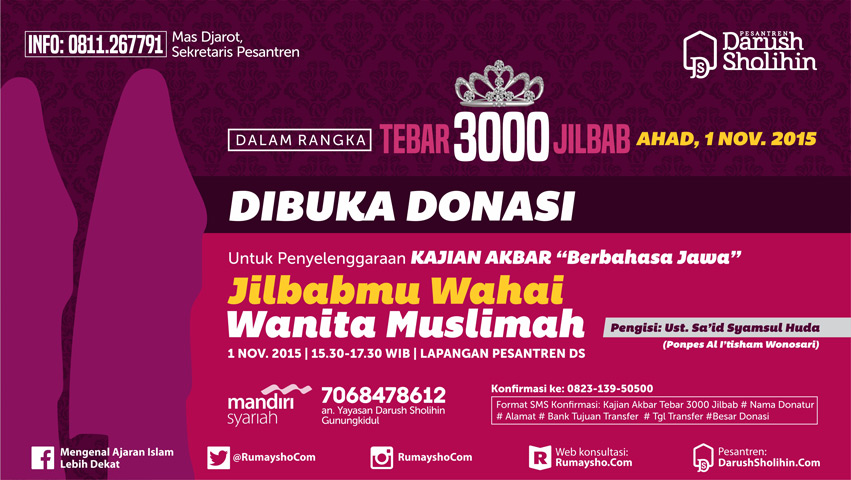 INFO: 0811.267791
Mas Djarot,
Sekretaris Pesantren
PESANTREN
Darush
Sholihin
DS
DALAM RANGKA
TEBAR 3000 JILBAB
AHAD, 1 NOV. 2015
DIBUKA DONASI
Untuk Penyelenggaraan KAJIAN AKBAR “Berbahasa Jawa”
Jilbabmu Wahai
Wanita Muslimah
Pengisi: Ust. Sa’id Syamsul Huda
(Ponpes Al I’tisham Wonosari)
1 NOV. 2015 | 15.30-17.30 WIB | LAPANGAN PESANTREN DS
mandiri
syariah
7068478612
an. Yayasan Darush Sholihin
Gunungkidul
Konfirmasi ke: 0823-139-50500
Format SMS Konfirmasi: Kajian Akbar Tebar 3000 Jilbab # Nama Donatur
# Alamat # Bank Tujuan Transfer # Tgl Transfer #Besar Donasi
Mengenal Ajaran Islam
Lebih Dekat
@RumayshoCom
RumayshoCom
Web konsultasi:
Rumaysho.Com
Pesantren:
DarushSholihin.Com